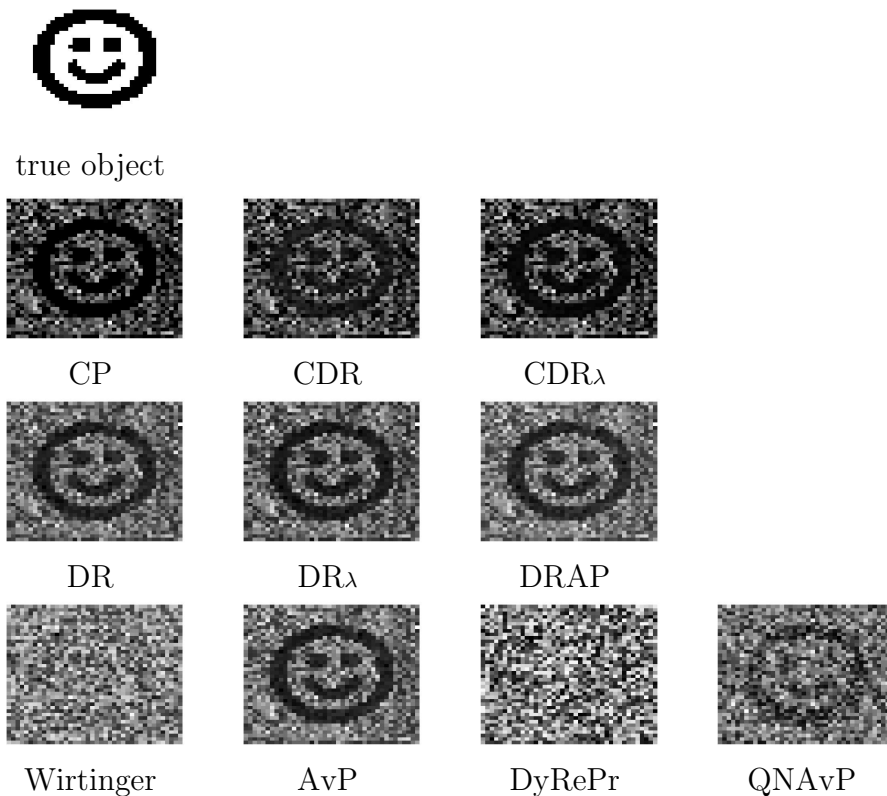 true object
CP CDR CDRλ
DR DRλ DRAP
Wirtinger AvP DyRePr QNAvP